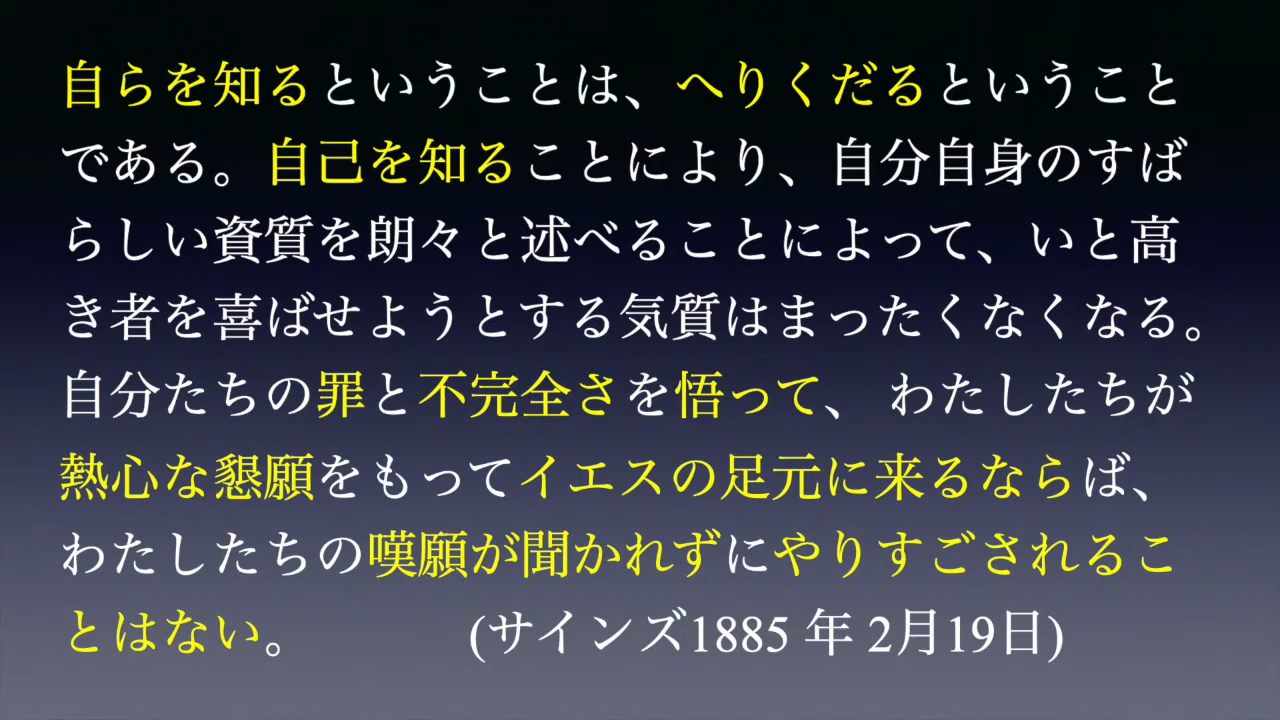 自らを知るということは、へりくだるということ
である。自己を知ることにより、自分自身のすば
らしい資質を朗々と述べることによって、いと高
き者を喜ばせようとする気質はまったくなくなる。
自分たちの罪と不完全さを悟って、 わたしたちが
熱心な懇願をもってイエスの足元に来るならば、
わたしたちの嘆願が聞かれずにやりすごされるこ
とはない。 (サインズ1885 年 2月19日)